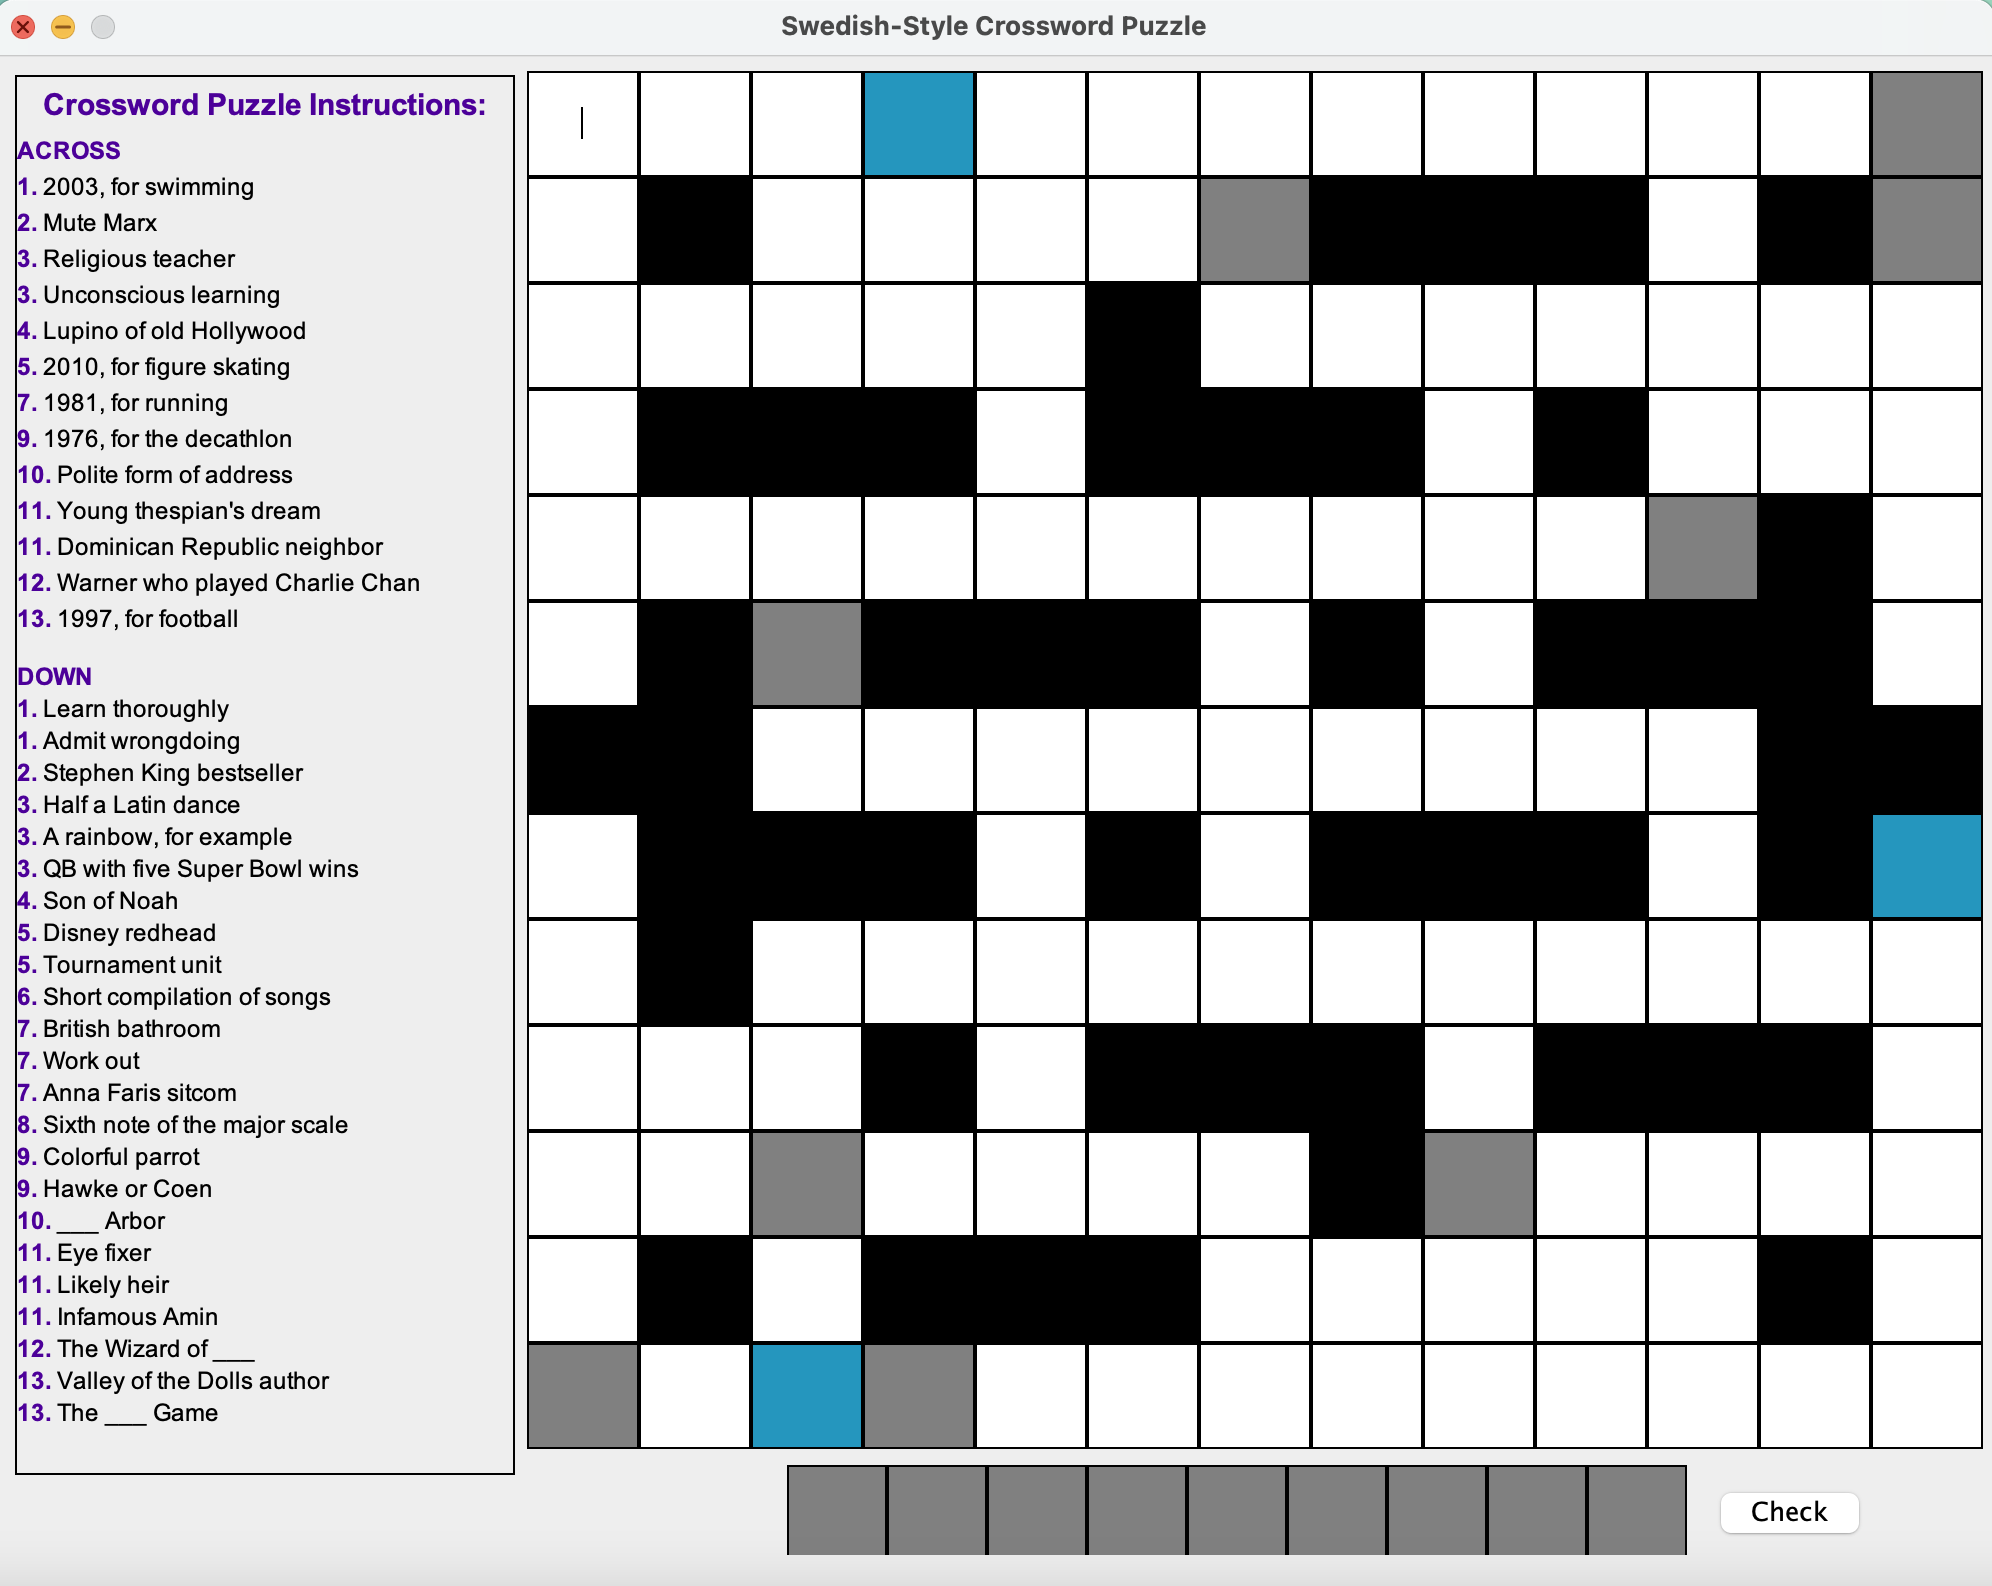 Swedish-Style Crossword Puzzle
Crossword Puzzle Instructions:
ACROSS
1. 2003, for swimming
2. Mute Marx
3. Religious teacher
3. Unconscious learning
4. Lupino of old Hollywood
5. 2010, for figure skating
7. 1981, for running
9. 1976, for the decathlon
10. Polite form of address
11. Young thespian's dream
11. Dominican Republic neighbor
12. Warner who played Charlie Chan
13. 1997, for football
DOWN
1. Learn thoroughly
1. Admit wrongdoing
2. Stephen King bestseller
3. Half a Latin dance
3. A rainbow, for example
3. QB with five Super Bowl wins
4. Son of Noah
5. Disney redhead
5. Tournament unit
6. Short compilation of songs
7. British bathroom
7. Work out
7. Anna Faris sitcom
8. Sixth note of the major scale
9. Colorful parrot
9. Hawke or Coen
10. ___ Arbor
11. Eye fixer
11. Likely heir
11. Infamous Amin
12. The Wizard of ___
13. Valley of the Dolls author
13. The ___ Game
Check